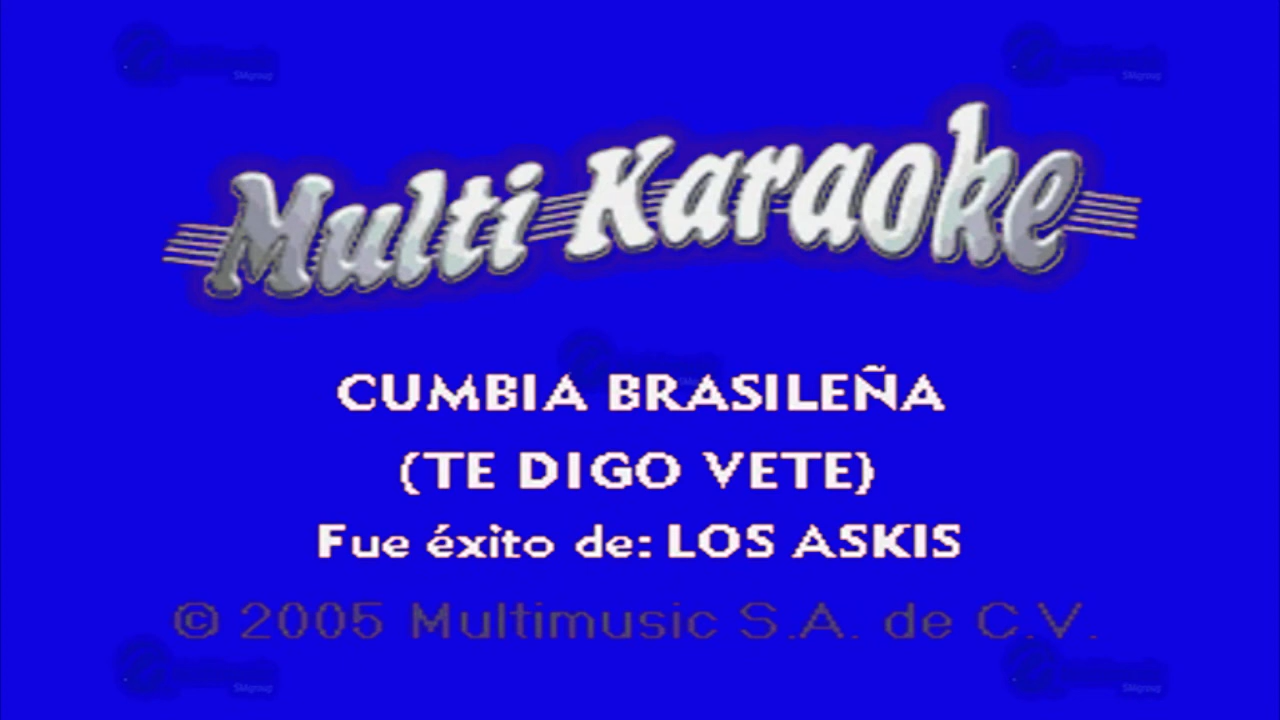 Multi Karaoke
CUMBIA BRASILEÑA
(TE DIGO VETE)
Fue éxito de: LOS ASKIS
© 2005 Multimusic S.A. de C.V.